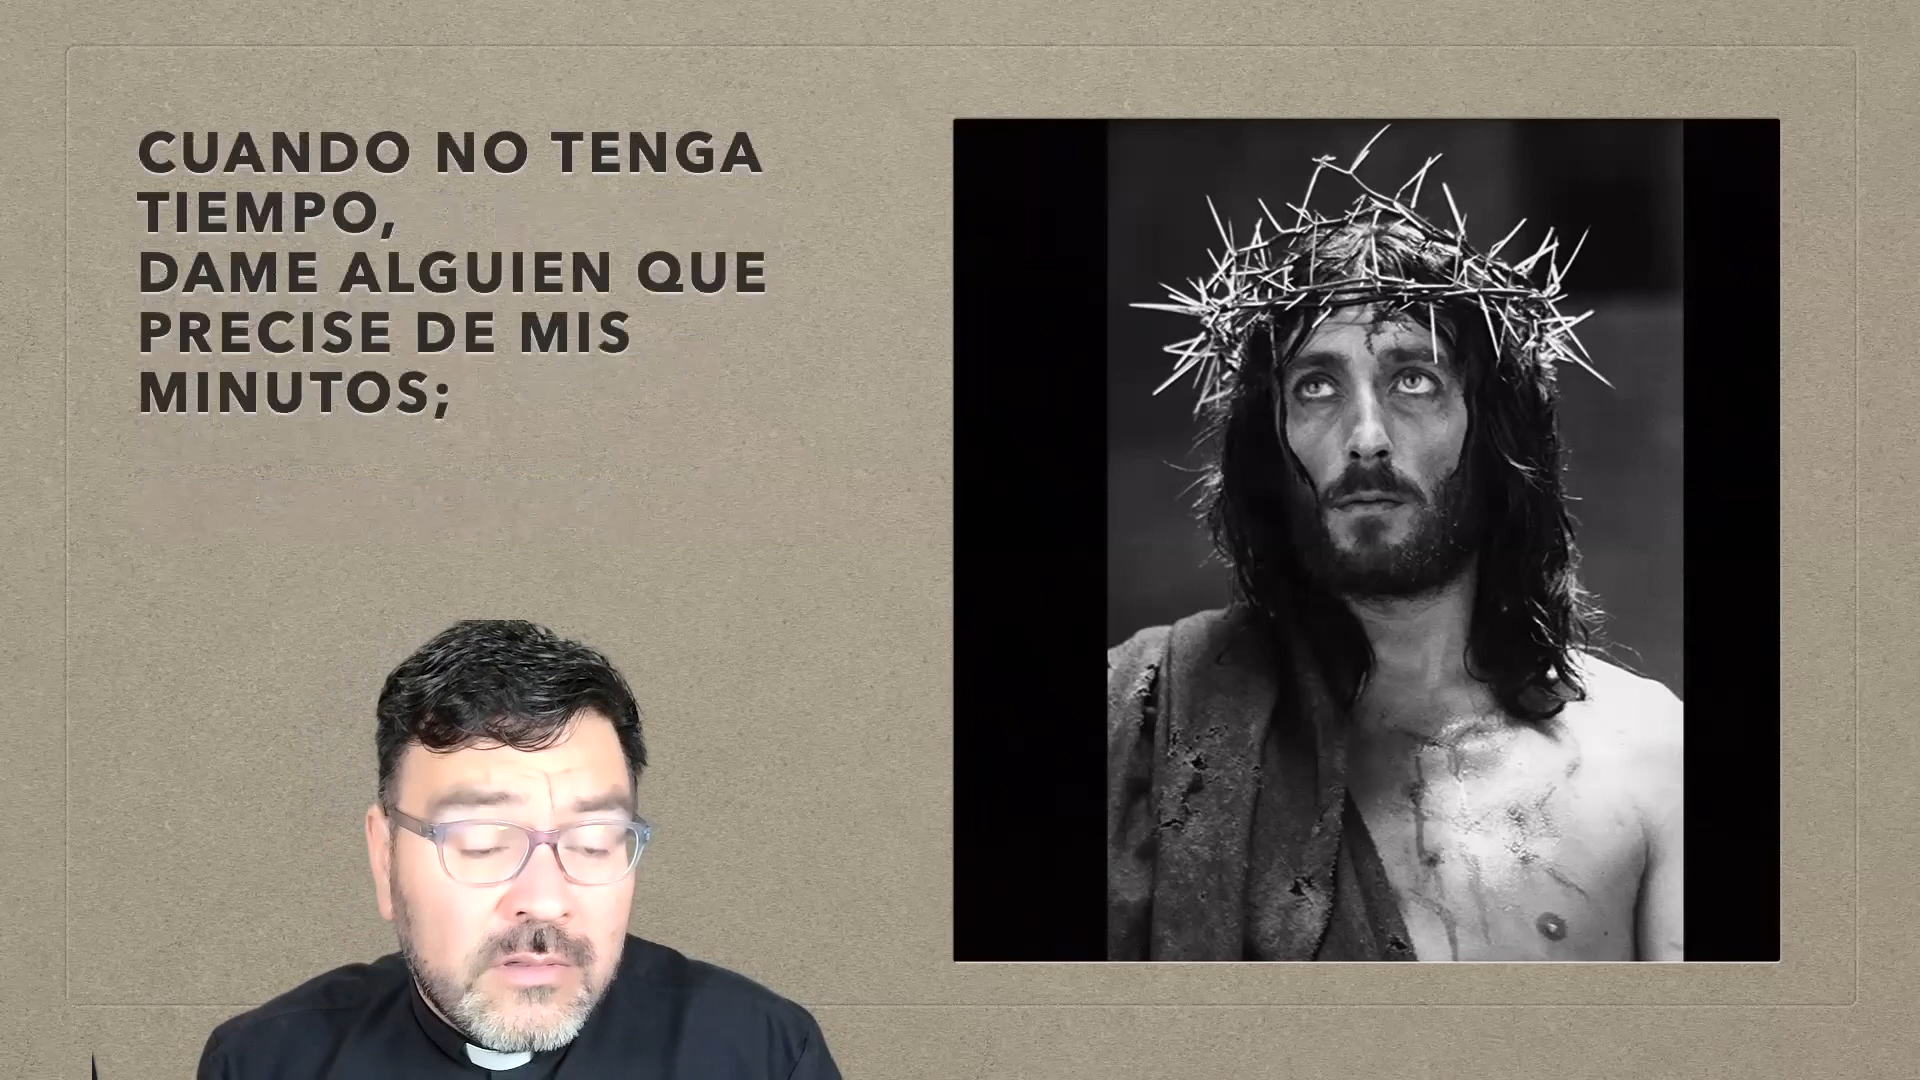 CUANDO NO TENGA
TIEMPO,
DAME ALGUIEN QUE
PRECISE DE MIS
MINUTOS;